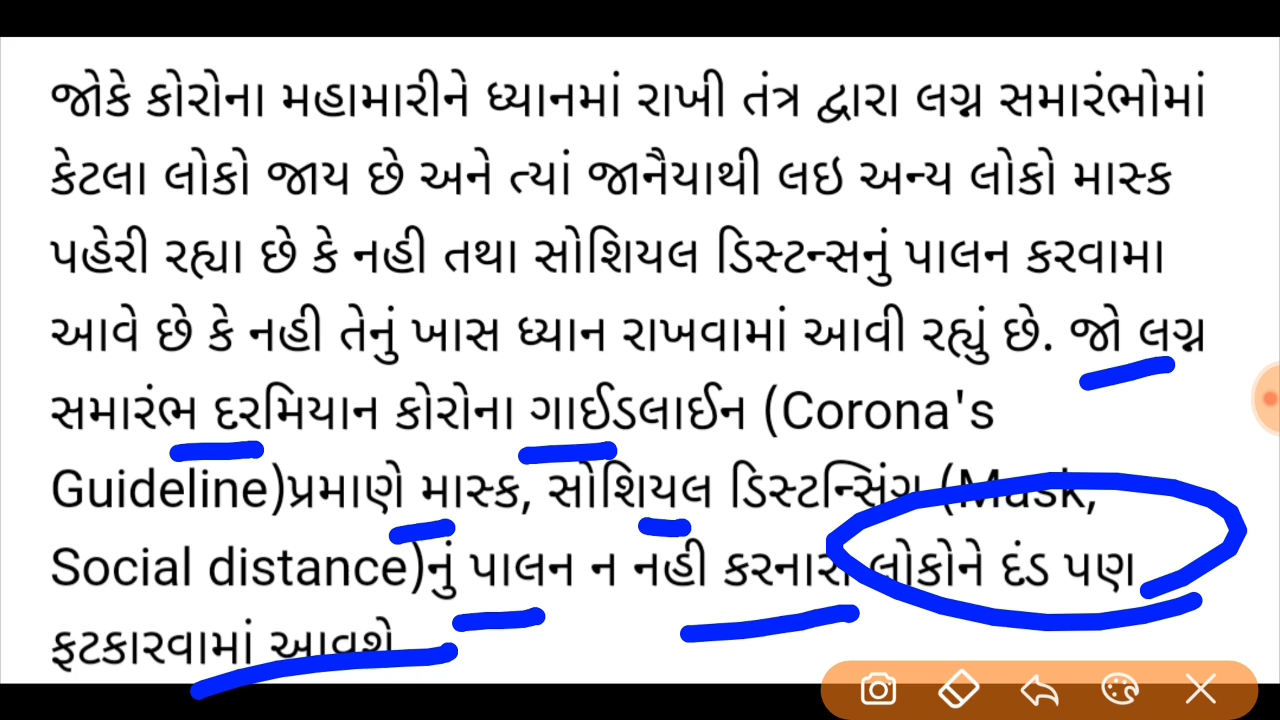 જોકે કોરોના મહામારીને ધ્યાનમાં રાખી તંત્ર દ્વારા લગ્ન સમારંભોમાં
કેટલા લોકો જાય છે અને ત્યાં જાનૈયાથી લઇ અન્ય લોકો માસ્ક
પહેરી રહ્યા છે કે નહી તથા સોશિયલ ડિસ્ટન્સનું પાલન કરવામા
આવે છે કે નહી તેનું ખાસ ધ્યાન રાખવામાં આવી રહ્યું છે. જો લગ્ન
સમારંભ દરમિયાન કોરોના ગાઈડલાઈન (Corona's
Guideline)પ્રમાણે માસ્ક, સોશિયલ ડિસ્ટન્સિંગ (Mask,
Social distance)નું પાલન ન નહી કરનારા લોકોને દંડ પણ
ફટકારવામાં આવશે